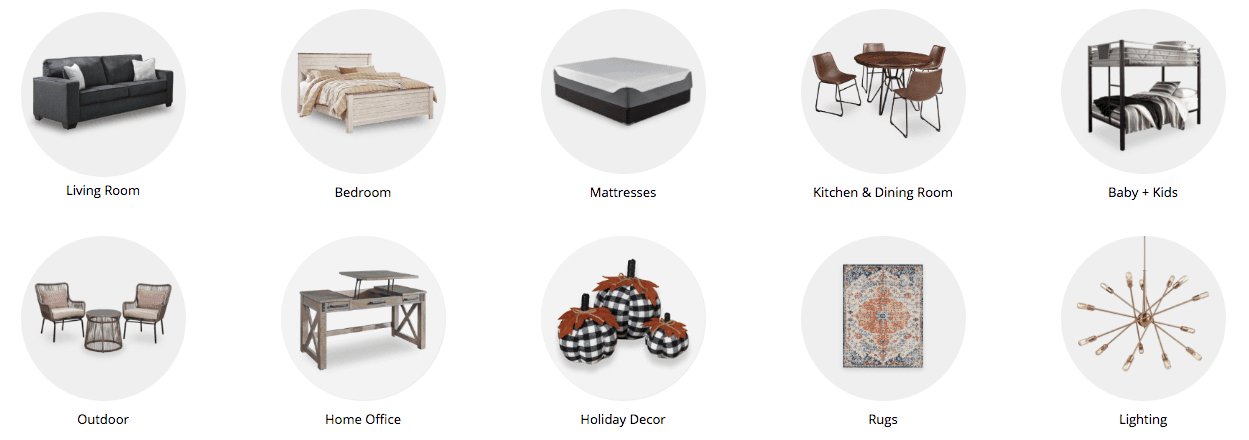 Living Room
Bedroom
Mattresses
Kitchen & Dining Room
Baby + Kids
Outdoor
Home Office
Holiday Decor
Rugs
Lighting